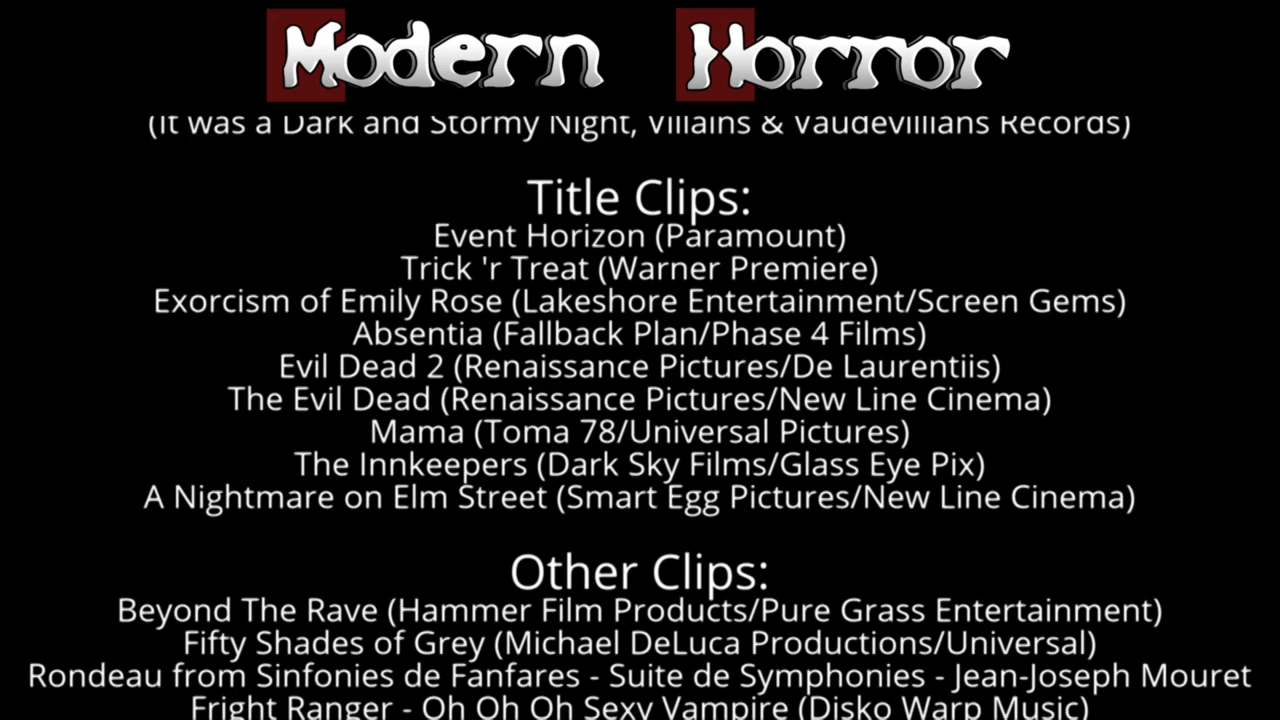 Modern Horror
(It was a Dark and Stormy Night, Villains & Vaudevillians Records)
Title Clips:
Event Horizon (Paramount)
Trick 'r Treat (Warner Premiere)
Exorcism of Emily Rose (Lakeshore Entertainment/Screen Gems)
Absentia (Fallback Plan/Phase 4 Films)
Evil Dead 2 (Renaissance Pictures/De Laurentiis)
The Evil Dead (Renaissance Pictures/New Line Cinema)
Mama (Toma 78/Universal Pictures)
The Innkeepers (Dark Sky Films/Glass Eye Pix)
A Nightmare on Elm Street (Smart Egg Pictures/New Line Cinema)
Other Clips:
Beyond The Rave (Hammer Film Products/Pure Grass Entertainment)
Fifty Shades of Grey (Michael DeLuca Productions/Universal)
Rondeau from Sinfonies de Fanfares - Suite de Symphonies - Jean-Joseph Mouret
Fright Ranger - Oh Oh Oh Sexy Vampire (Disko Warp Music)